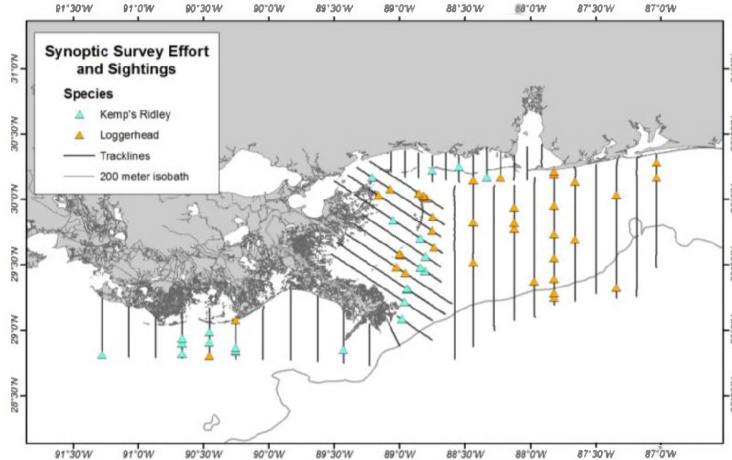 91°30'W 91°0'W 90°30'W 90°0'W 89°30'W 89°0'W 88°30'W 88°0'W 87°30'W 87°0'W
Synoptic Survey Effort
and Sightings
Species
Kemp's Ridley
Loggerhead
Tracklines
200 meter isobath
31°0'N
30°30'N
30°0'N
29°30'N
29°0'N
28°30'N
91°30'W 91°0'W 90°30'W 90°0'W 89°30'W 89°0'W 88°30'W 88°0'W 87°30'W 87°0'W